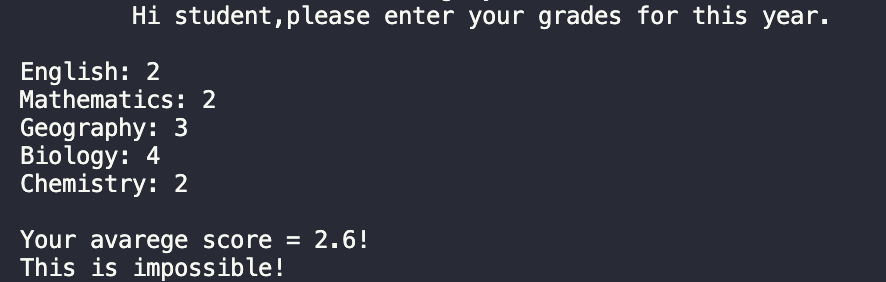 Hi student,please enter your grades for this year.
English: 2
Mathematics: 2
Geography: 3
Biology: 4
Chemistry: 2
Your avarege score = 2.6!
This is impossible!